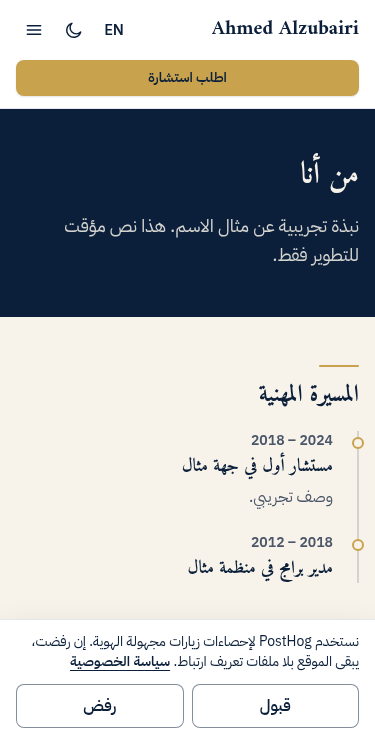 Ahmed Alzubairi
EN
اطلب استشارة
من أنا
نبذة تجريبية عن مثال الاسم. هذا نص مؤقت
للتطوير فقط.
المسيرة المهنية
2018 – 2024
مستشار أول في جهة مثال
وصف تجريبي.
2012 – 2018
مدير برامج في منظمة مثال
نستخدم PostHog لإحصاءات زيارات مجهولة الهوية. إن رفضت،
يبقى الموقع بلا ملفات تعريف ارتباط. سياسة الخصوصية
قبول
رفض